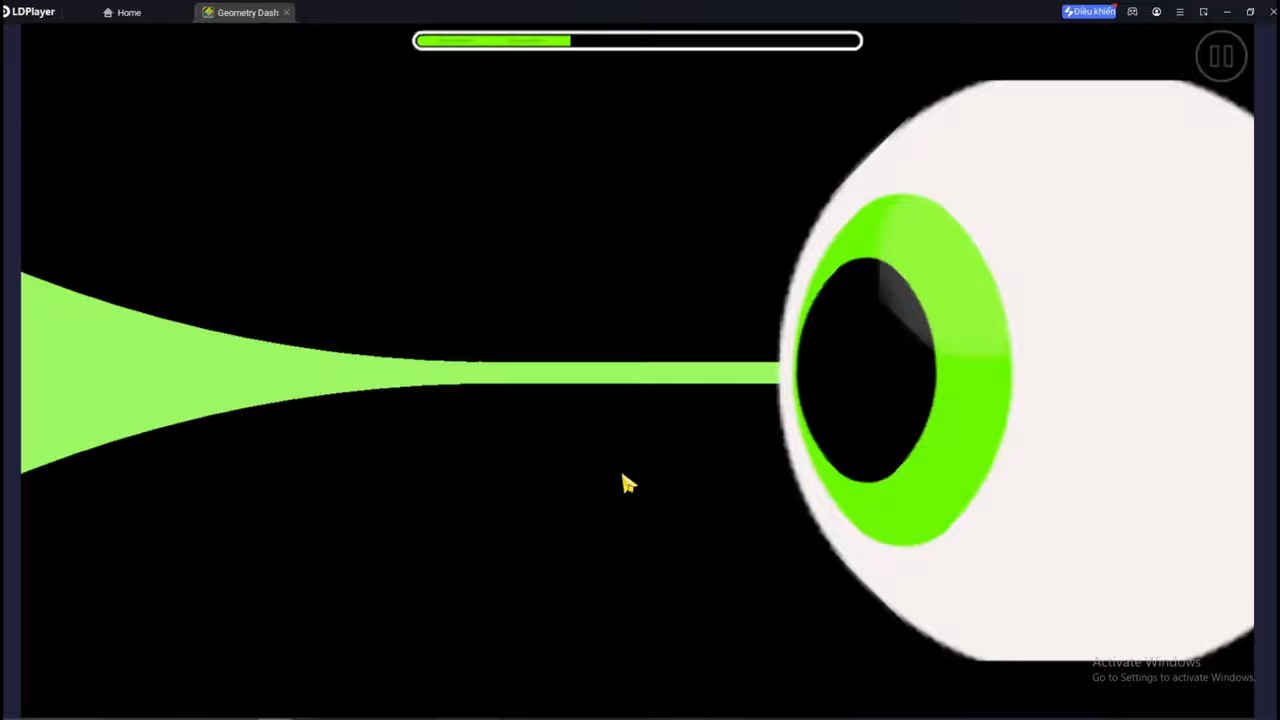 LDPlayer
Home
Geometry Dash
Điều khiển
Activate Windows
Go to Settings to activate Windows.